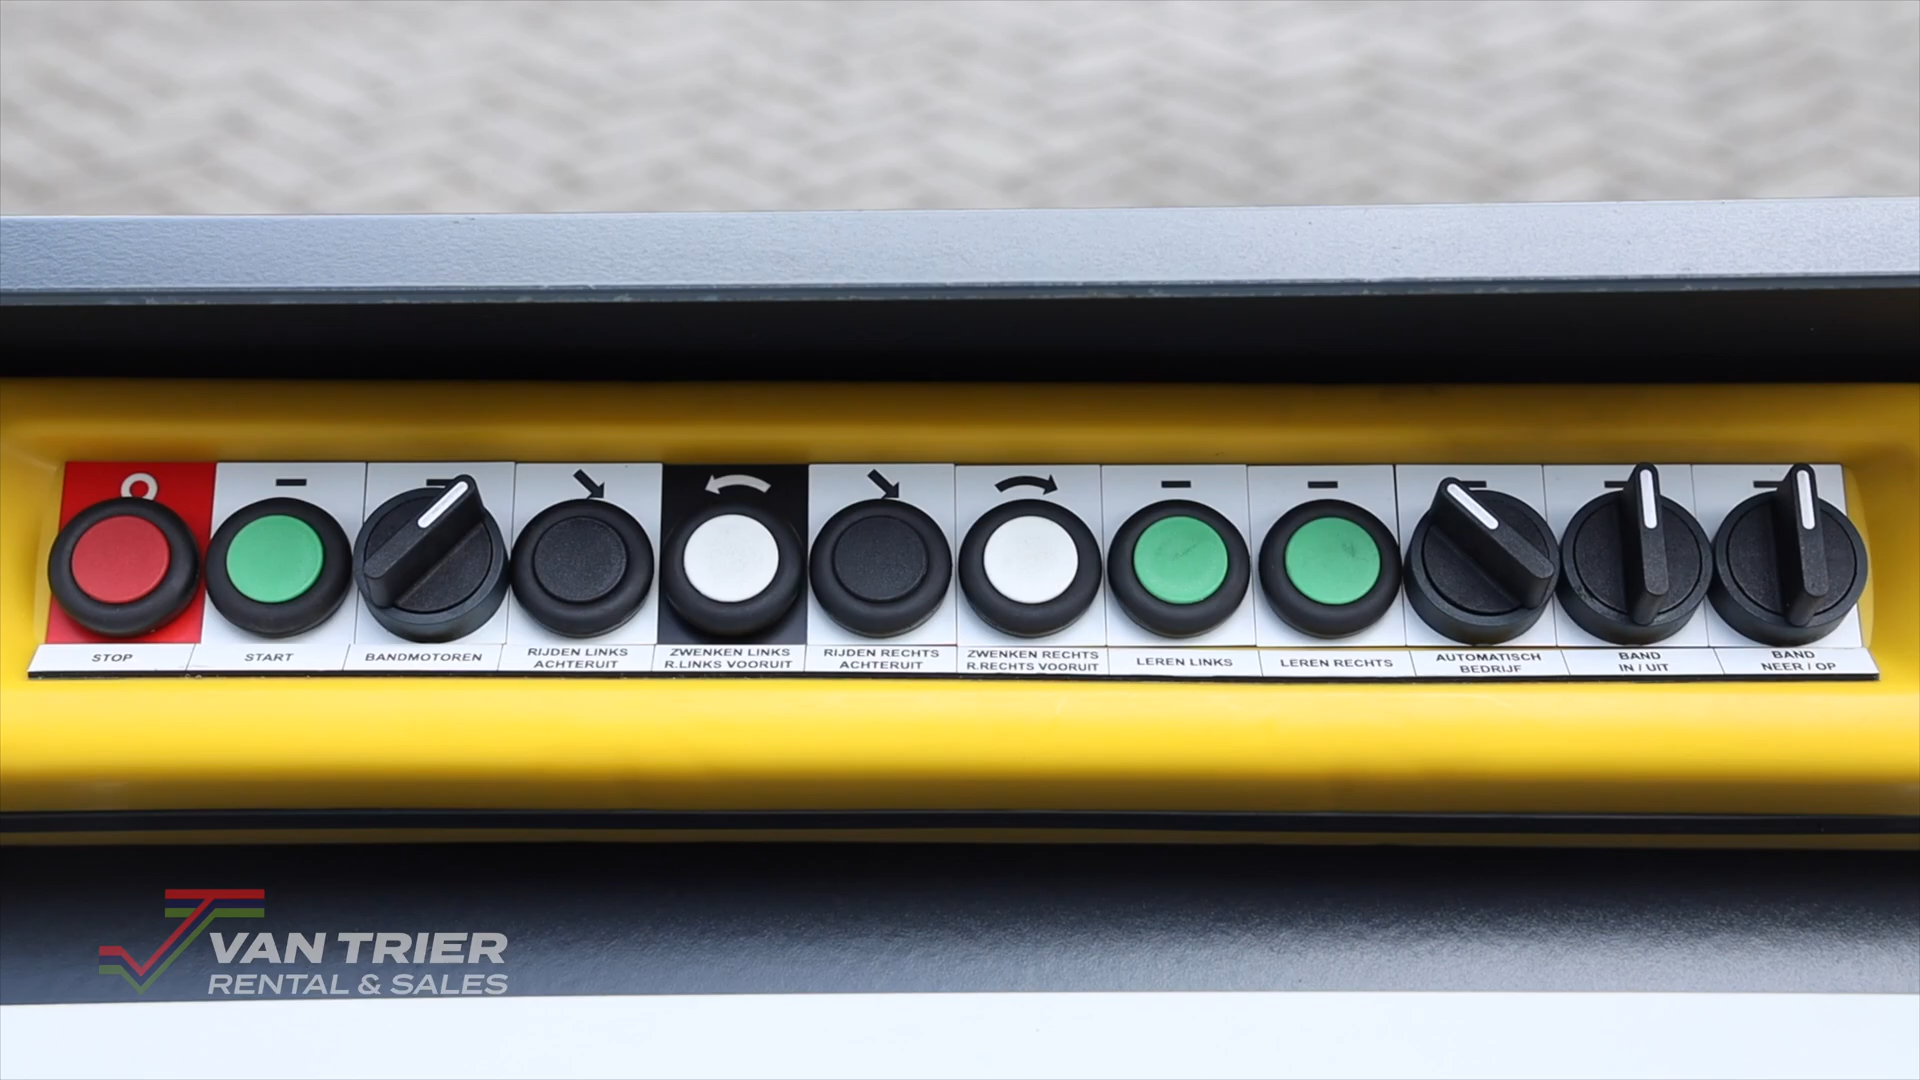 STOP
START
BANDMOTOREN
RIJDEN LINKS
ACHTERUIT
ZWENKEN LINKS
R.LINKS VOORUIT
RIJDEN RECHTS
ACHTERUIT
ZWENKEN RECHTS
R.RECHTS VOORUIT
LEREN LINKS
LEREN RECHTS
AUTOMATISCH
BEDRIJF
BAND
IN / UIT
BAND
NEER / OP
VAN TRIER
RENTAL & SALES